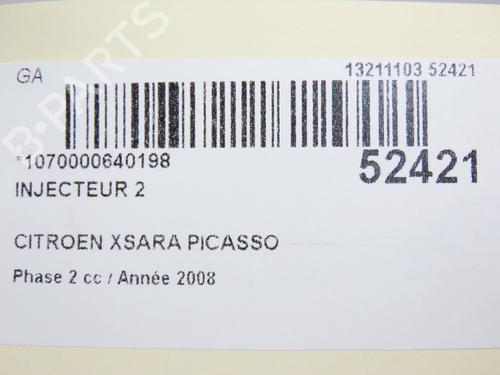 GA 13211103 52421
*1070000640198 52421
INJECTEUR 2
CITROEN XSARA PICASSO
Phase 2 cc / Année 2008
B-PARTS